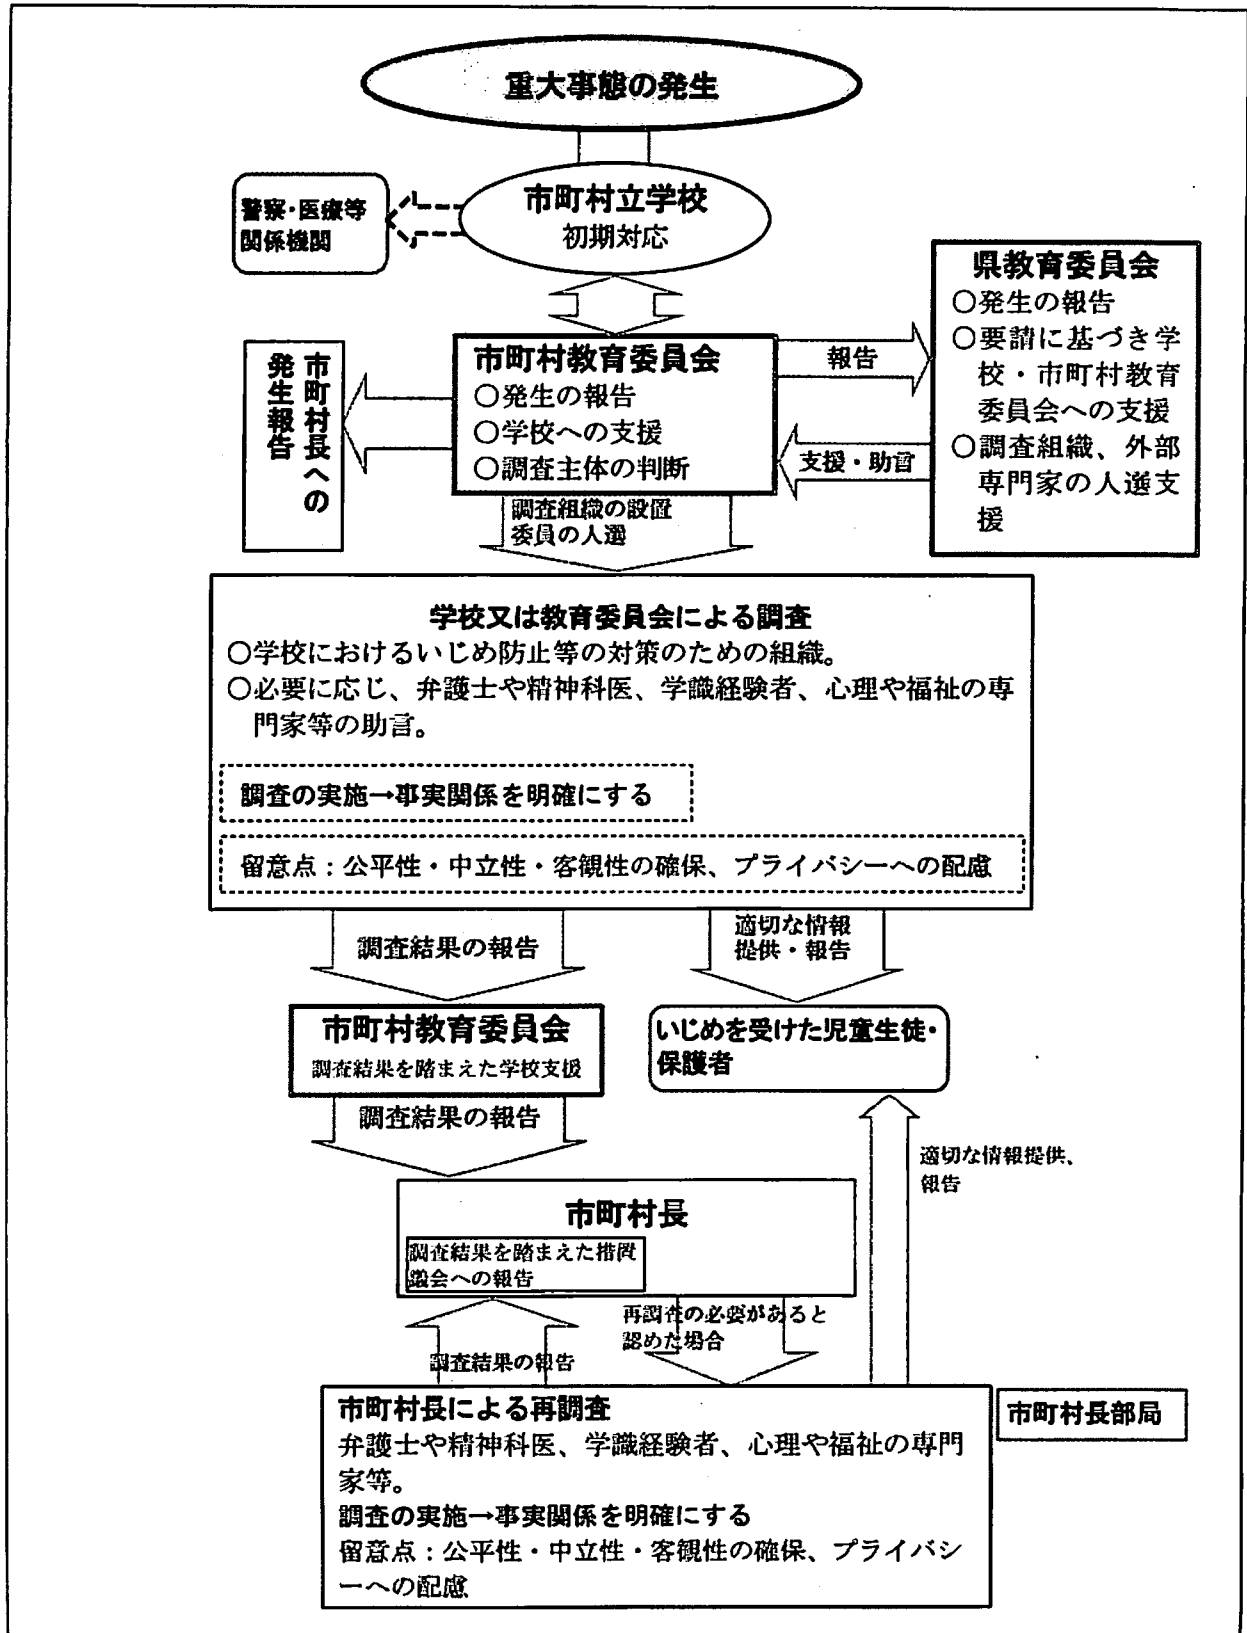 重大事態の発生
市町村立学校
初期対応
警察・医療等
関係機関
県教育委員会
○発生の報告
○要請に基づき学
校・市町村教育
委員会への支援
○調査組織、外部
専門家の人選支
援
市町村教育委員会
○発生の報告
○学校への支援
○調査主体の判断
報告
支援・助言
市町村長への
発生報告
調査組織の設置
委員の人選
学校又は教育委員会による調査
○学校におけるいじめ防止等の対策のための組織。
○必要に応じ、弁護士や精神科医、学識経験者、心理や福祉の専
門家等の助言。
調査の実施→事実関係を明確にする
留意点：公平性・中立性・客観性の確保、プライバシーへの配慮
調査結果の報告
適切な情報
提供・報告
市町村教育委員会
調査結果を踏まえた学校支援
いじめを受けた児童生徒・
保護者
調査結果の報告
適切な情報提供、
報告
市町村長
調査結果を踏まえた措置
議会への報告
再調査の必要があると
認めた場合
調査結果の報告
市町村長による再調査
弁護士や精神科医、学識経験者、心理や福祉の専門
家等。
調査の実施→事実関係を明確にする
留意点：公平性・中立性・客観性の確保、プライバシ
ーへの配慮
市町村長部局